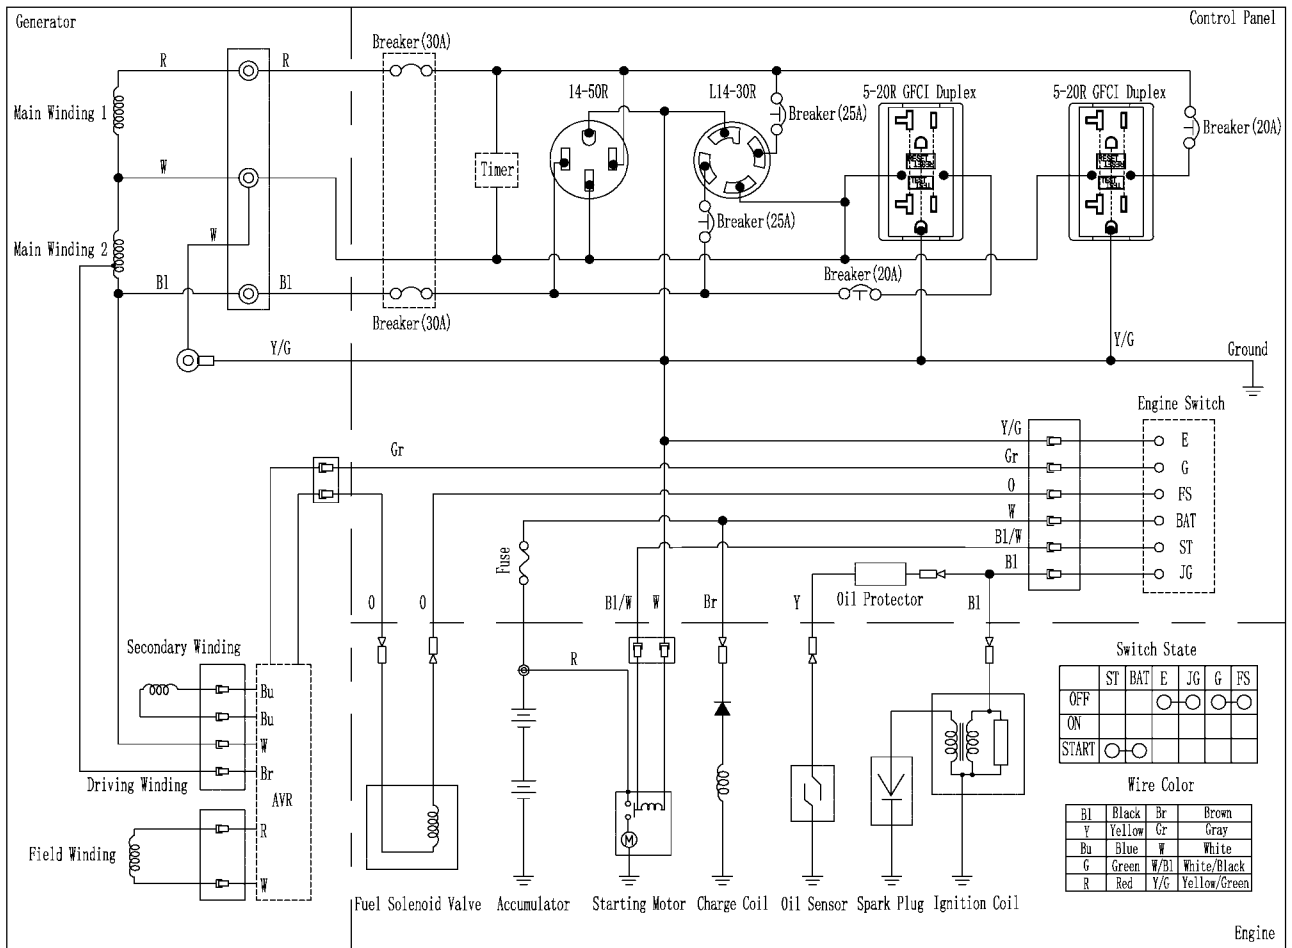 Generator
Control Panel
Breaker(30A)
R
R
14-50R
L14-30R
5-20R GFCI Duplex
5-20R GFCI Duplex
Main Winding 1
Breaker(25A)
Breaker(20A)
W
Timer
RESET
TEST
RESET
TEST
W
Breaker(25A)
Main Winding 2
Breaker(20A)
Bl
Bl
Breaker(30A)
Y/G
Y/G
Ground
Engine Switch
Y/G
E
Gr
Gr
G
O
FS
W
BAT
Bl/W
ST
Fuse
Bl
JG
Oil Protector
O
O
Bl/W
W
Br
Y
Bl
Secondary Winding
R
Switch State
ST BAT E JG G FS
OFF
ON
START
Bu
Bu
W
Br
Driving Winding
AVR
Wire Color
Bl Black Br Brown
Y Yellow Gr Gray
Bu Blue W White
G Green W/Bl White/Black
R Red Y/G Yellow/Green
R
M
Field Winding
W
Fuel Solenoid Valve
Accumulator
Starting Motor
Charge Coil
Oil Sensor
Spark Plug
Ignition Coil
Engine